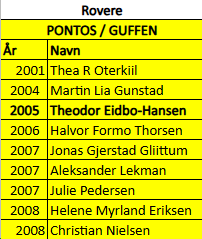 Rovere
PONTOS / GUFFEN
År Navn
2001 Thea R Oterkiil
2004 Martin Lia Gunstad
2005 Theodor Eidbo-Hansen
2006 Halvor Formo Thorsen
2007 Jonas Gjerstad Gliittum
2007 Aleksander Lekman
2007 Julie Pedersen
2008 Helene Myrland Eriksen
2008 Christian Nielsen